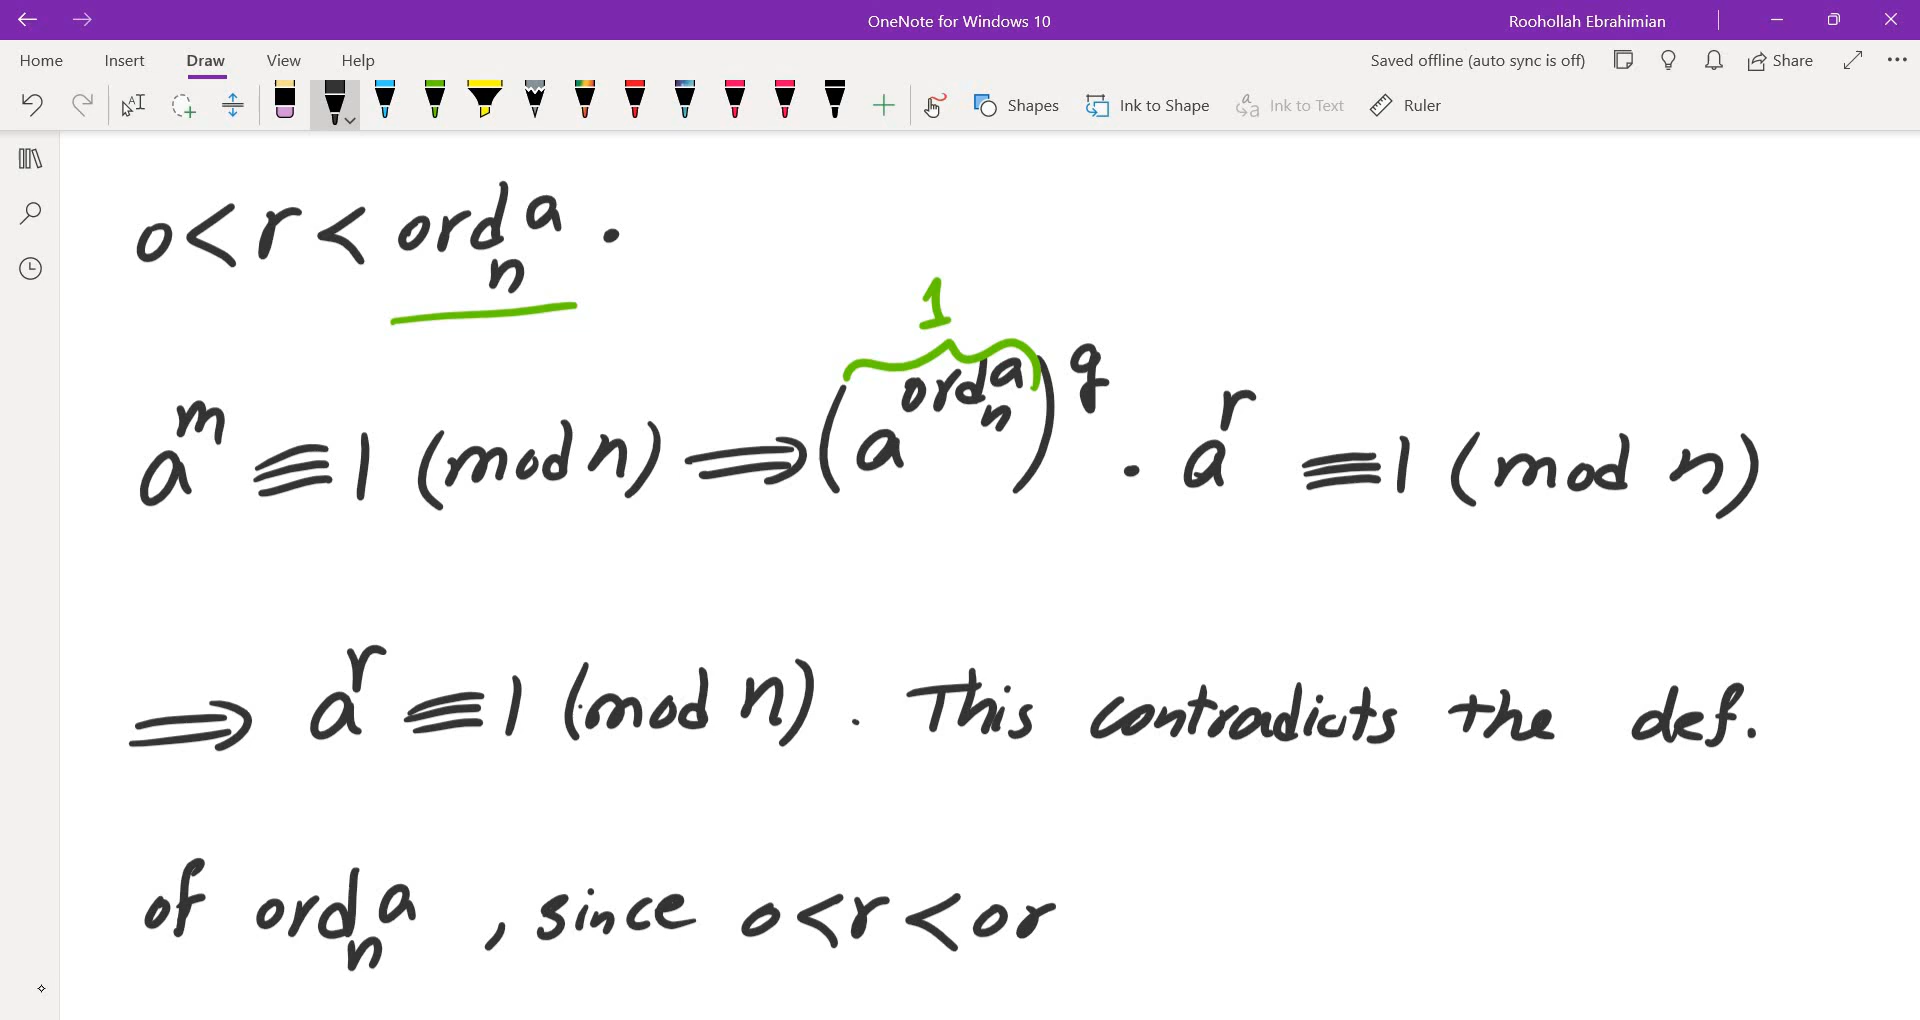 OneNote for Windows 10
Roohollah Ebrahimian
Home Insert Draw View Help
Saved offline (auto sync is off) Share
Shapes Ink to Shape Ink to Text Ruler
0 < r < ord_n a .
1
a^m ≡ 1 (mod n) ⟹ (a^{ord_n a})^q · a^r ≡ 1 (mod n)
⟹ a^r ≡ 1 (mod n). This contradicts the def.
of ord_n a , since 0 < r < or